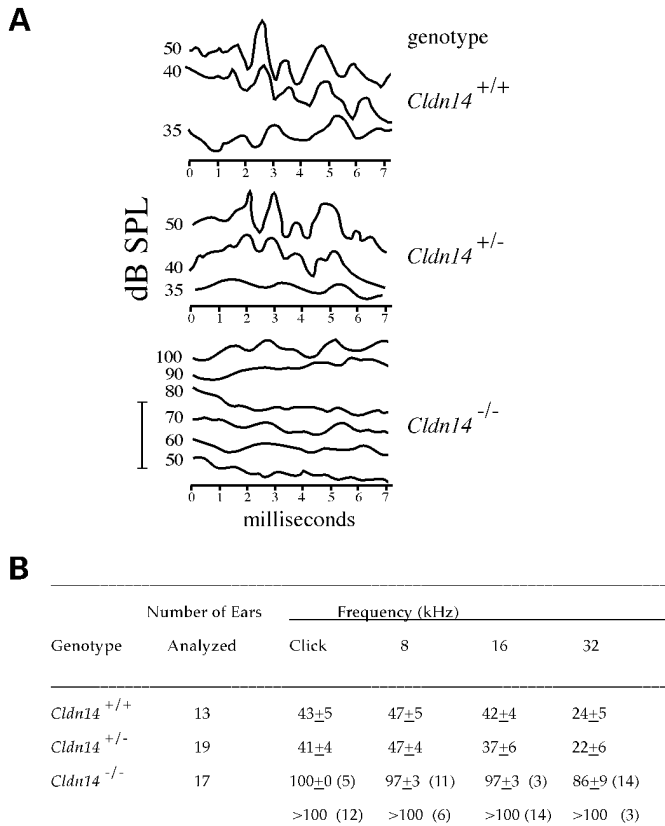 A
genotype
50
40
35
Cldn14 +/+
0 1 2 3 4 5 6 7
dB SPL
50
40
35
Cldn14 +/-
0 1 2 3 4 5 6 7
100
90
80
70
60
50
Cldn14 -/-
0 1 2 3 4 5 6 7
milliseconds
B
Number of Ears Frequency (kHz)
Genotype Analyzed Click 8 16 32
Cldn14 +/+ 13 43±5 47±5 42±4 24±5
Cldn14 +/- 19 41±4 47±4 37±6 22±6
Cldn14 -/- 17 100±0 (5) 97±3 (11) 97±3 (3) 86±9 (14)
>100 (12) >100 (6) >100 (14) >100 (3)